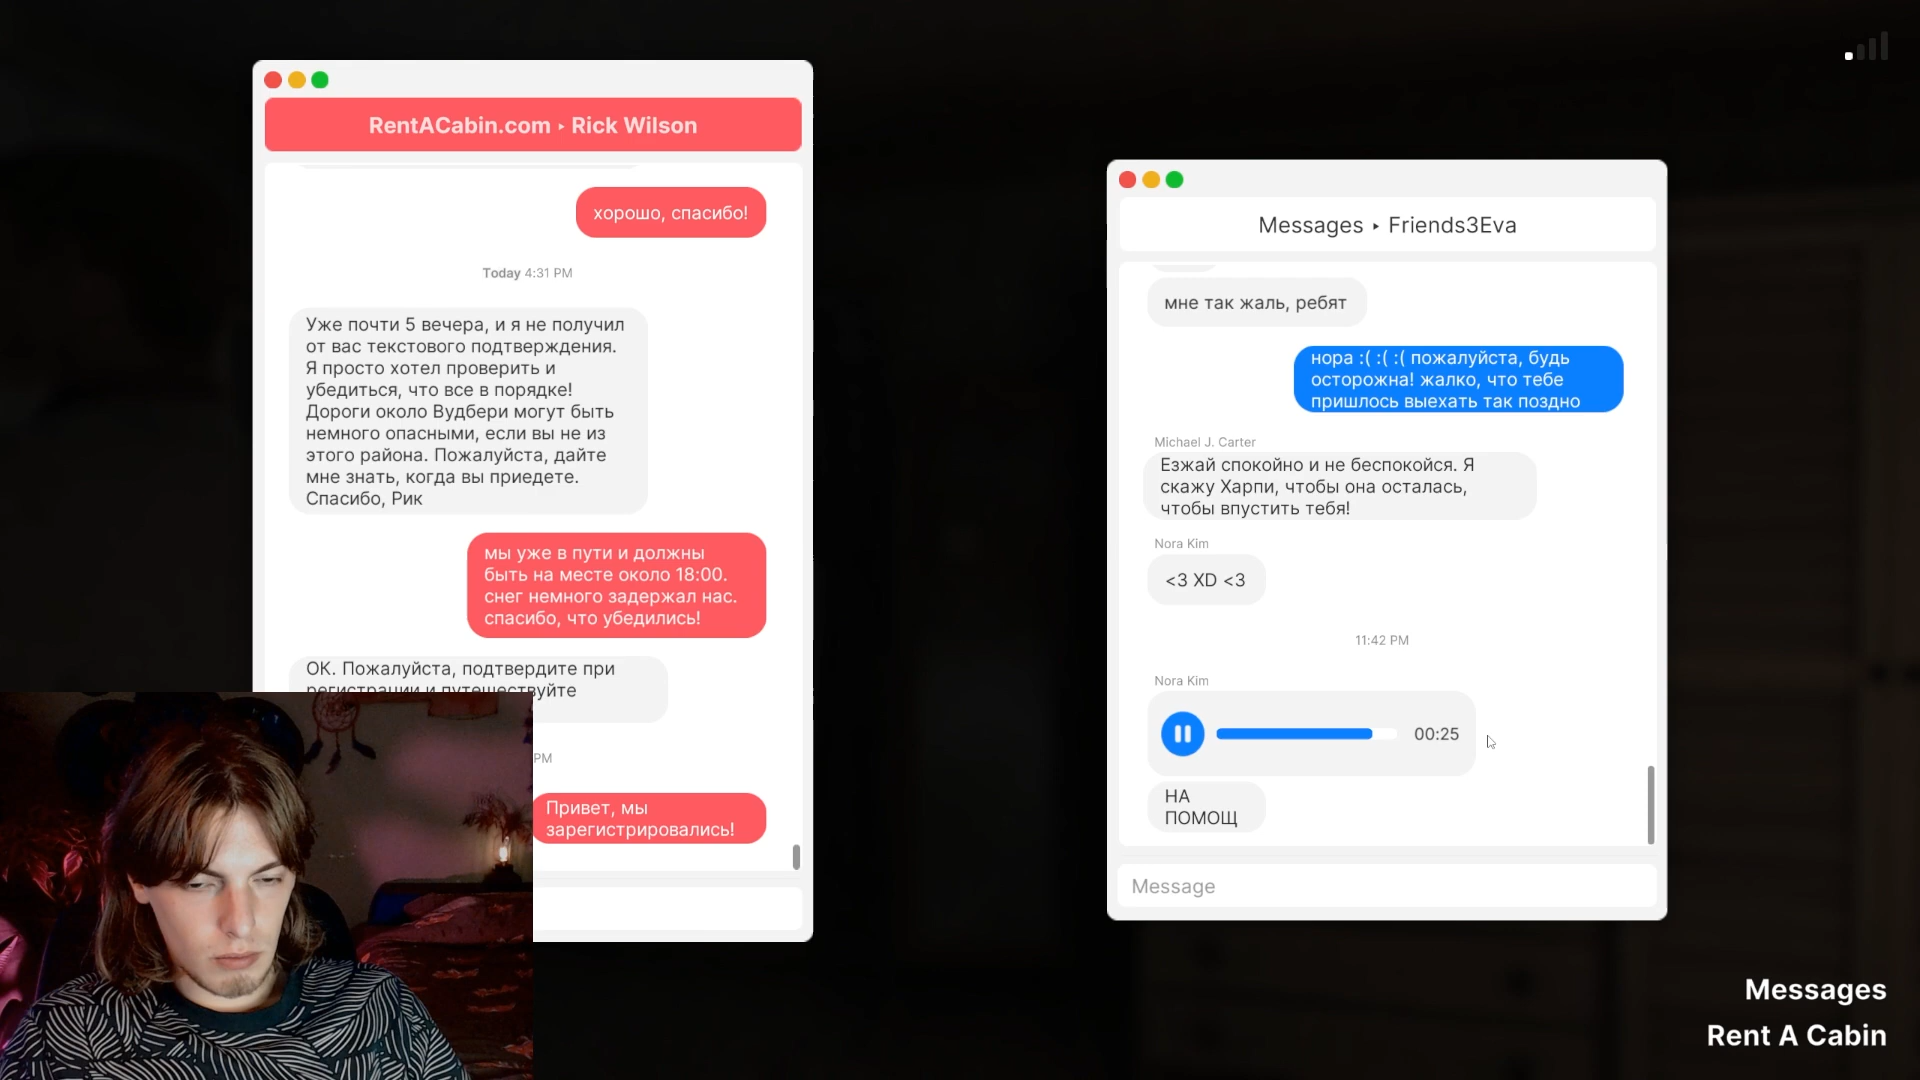 RentACabin.com ▸ Rick Wilson
хорошо, спасибо!
Today 4:31 PM
Уже почти 5 вечера, и я не получил
от вас текстового подтверждения.
Я просто хотел проверить и
убедиться, что все в порядке!
Дороги около Вудбери могут быть
немного опасными, если вы не из
этого района. Пожалуйста, дайте
мне знать, когда вы приедете.
Спасибо, Рик
мы уже в пути и должны
быть на месте около 18:00.
снег немного задержал нас.
спасибо, что убедились!
ОК. Пожалуйста, подтвердите при
регистрации и путешествуйте
PM
Привет, мы
зарегистрировались!
Messages ▸ Friends3Eva
мне так жаль, ребят
нора :( :( :( пожалуйста, будь
осторожна! жалко, что тебе
пришлось выехать так поздно
Michael J. Carter
Езжай спокойно и не беспокойся. Я
скажу Харпи, чтобы она осталась,
чтобы впустить тебя!
Nora Kim
<3 XD <3
11:42 PM
Nora Kim
00:25
НА
ПОМОЩ
Message
Messages
Rent A Cabin